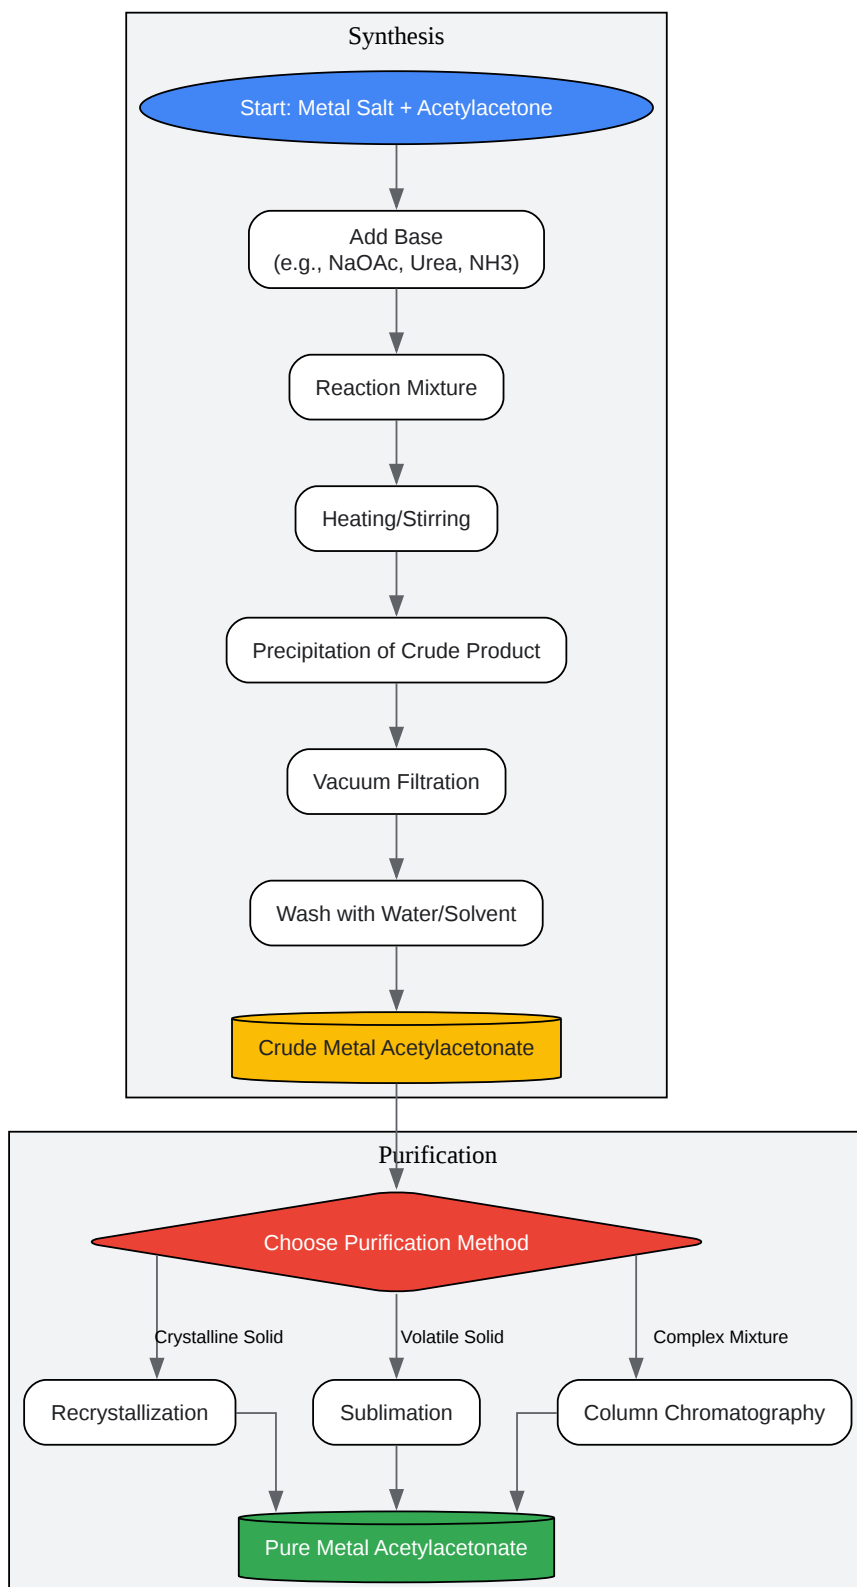 Synthesis
Start: Metal Salt + Acetylacetone
Add Base
(e.g., NaOAc, Urea, NH3)
Reaction Mixture
Heating/Stirring
Precipitation of Crude Product
Vacuum Filtration
Wash with Water/Solvent
Crude Metal Acetylacetonate
Purification
Choose Purification Method
Crystalline Solid
Volatile Solid
Complex Mixture
Recrystallization
Sublimation
Column Chromatography
Pure Metal Acetylacetonate